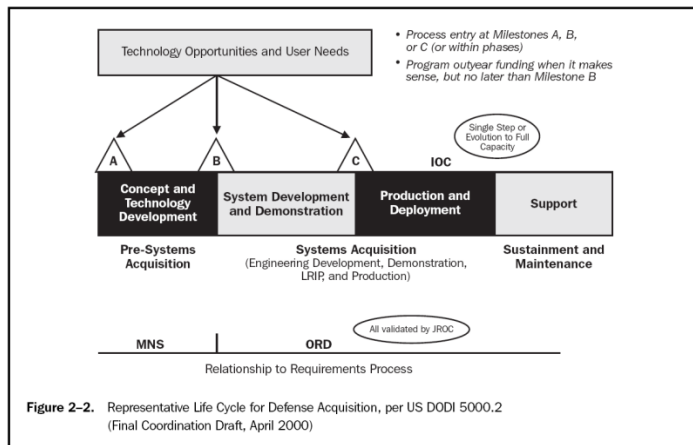 Technology Opportunities and User Needs
• Process entry at Milestones A, B,
or C (or within phases)
• Program outyear funding when it makes
sense, but no later than Milestone B
Single Step or
Evolution to Full
Capacity
A
B
C
IOC
Concept and
Technology
Development
System Development
and Demonstration
Production and
Deployment
Support
Pre-Systems
Acquisition
Systems Acquisition
(Engineering Development, Demonstration,
LRIP, and Production)
Sustainment and
Maintenance
All validated by JROC
MNS
ORD
Relationship to Requirements Process
Figure 2–2. Representative Life Cycle for Defense Acquisition, per US DODI 5000.2
(Final Coordination Draft, April 2000)